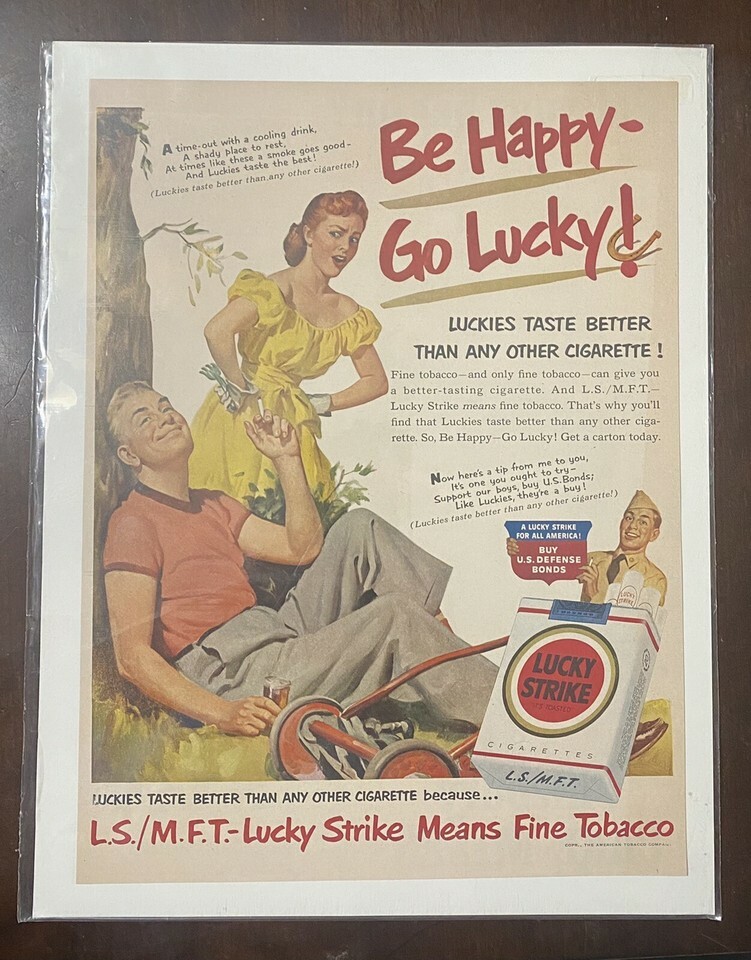 A time-out with a cooling drink,
A shady place to rest,
At times like these a smoke goes good-
And Luckies taste the best!
(Luckies taste better than any other cigarette!)
Be Happy-
Go Lucky!
LUCKIES TASTE BETTER
THAN ANY OTHER CIGARETTE!
Fine tobacco—and only fine tobacco—can give you
a better-tasting cigarette. And L.S./M.F.T.—
Lucky Strike means fine tobacco. That's why you'll
find that Luckies taste better than any other ciga-
rette. So, Be Happy—Go Lucky! Get a carton today.
Now here's a tip from me to you,
It's one you ought to try-
Support our boys, buy U.S. Bonds;
Like Luckies, they're a buy!
(Luckies taste better than any other cigarette!)
A LUCKY STRIKE
FOR ALL AMERICA!
BUY
U.S. DEFENSE
BONDS
LUCKY
STRIKE
LUCKY
STRIKE
"IT'S TOASTED"
CIGARETTES
L.S./M.F.T.
LUCKIES TASTE BETTER THAN ANY OTHER CIGARETTE because...
L.S./M.F.T.-Lucky Strike Means Fine Tobacco
COPR., THE AMERICAN TOBACCO COMPANY